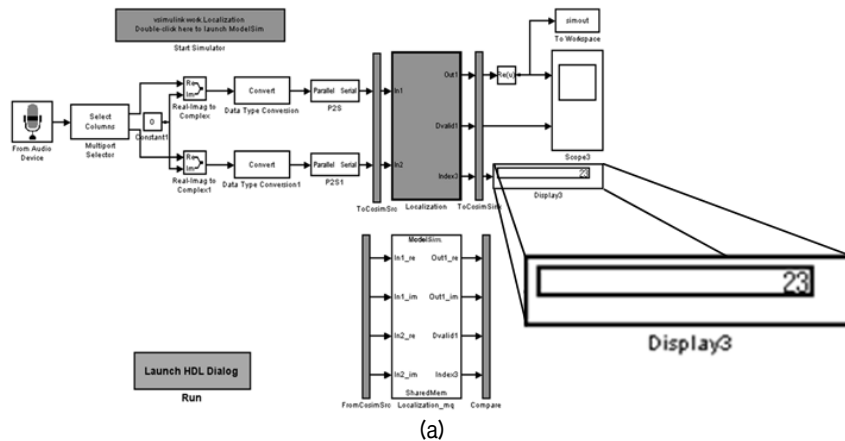 vsimulink work.Localization
Double-click here to launch ModelSim
Start Simulator
simout
To Workspace
Re(u)
Scope3
From Audio
Device
Select
Columns
Multiport
Selector
0
Constant1
Re
Im
Real-Imag to
Complex
Convert
Data Type Conversion
Parallel Serial
P2S
Re
Im
Real-Imag to
Complex1
Convert
Data Type Conversion1
Parallel Serial
P2S1
ToCosimSrc
In1
In2
Out1
Dvalid1
Index3
Localization
ToCosimSink
23
Display3
23
Display3
ModelSim
In1_re
In1_im
In2_re
In2_im
Out1_re
Out1_im
Dvalid1
Index3
SharedMem
Localization_mq
FromCosimSrc
Compare
Launch HDL Dialog
Run
(a)